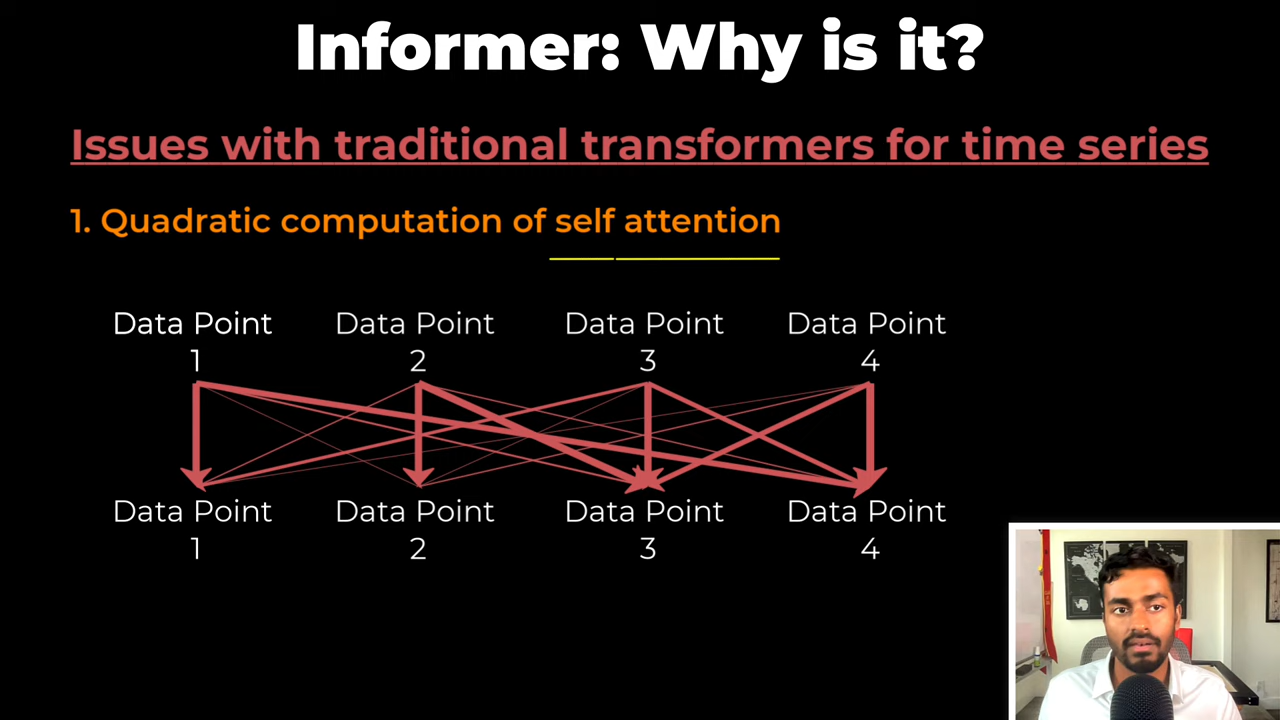 Informer: Why is it?
Issues with traditional transformers for time series
1. Quadratic computation of self attention
Data Point Data Point Data Point Data Point
1 2 3 4
Data Point Data Point Data Point Data Point
1 2 3 4